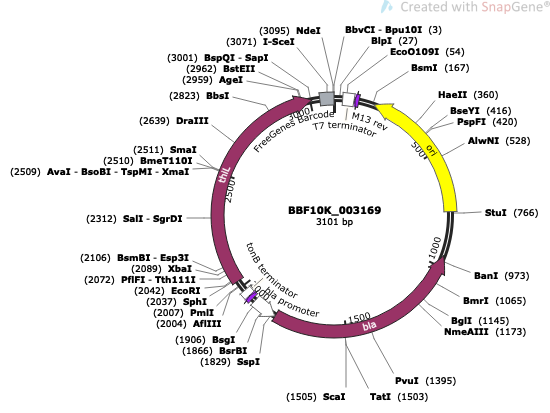 Created with SnapGene®
(3095) NdeI
(3071) I-SceI
(3001) BspQI - SapI
(2962) BstEII
(2959) AgeI
(2823) BbsI
(2639) DraIII
(2511) SmaI
(2510) BmeT110I
(2509) AvaI - BsoBI - TspMI - XmaI
(2312) SalI - SgrDI
(2106) BsmBI - Esp3I
(2089) XbaI
(2072) PflFI - Tth111I
(2042) EcoRI
(2037) SphI
(2007) PmlI
(2004) AflIII
(1906) BsgI
(1866) BsrBI
(1829) SspI
(1505) ScaI
TatI (1503)
PvuI (1395)
NmeAIII (1173)
BglI (1145)
BmrI (1065)
BanI (973)
StuI (766)
AlwNI (528)
PspFI (420)
BseYI (416)
HaeII (360)
BsmI (167)
EcoO109I (54)
BlpI (27)
BbvCI - Bpu10I (3)
FreeGenes Barcode
T7 terminator
M13 rev
ori
thiL
tonB terminator
bla promoter
bla
500
1000
1500
2500
3000
BBF10K_003169
3101 bp